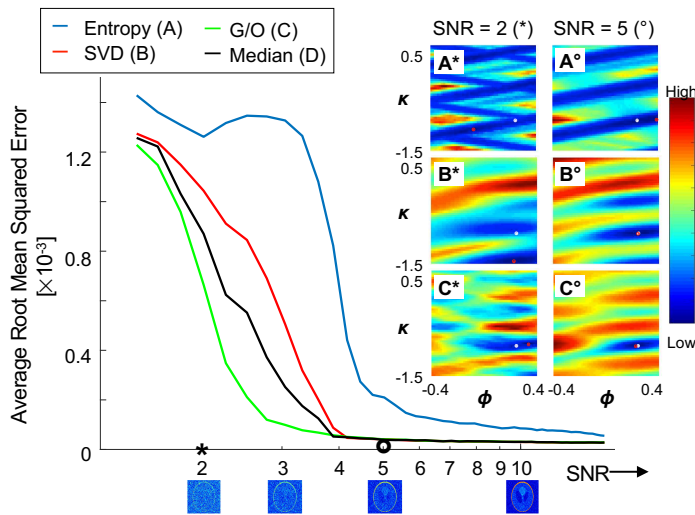 Entropy (A)
SVD (B)
G/O (C)
Median (D)
SNR = 2 (*)
SNR = 5 (°)
Average Root Mean Squared Error
[×10⁻³]
1.2
0.8
0.4
0
*
2
3
4
5
6
7
8
9
10
SNR
A*
A°
B*
B°
C*
C°
0.5
κ
-1.5
0.5
κ
-1.5
0.5
κ
-1.5
-0.4
ϕ
0.4
-0.4
ϕ
0.4
High
Low